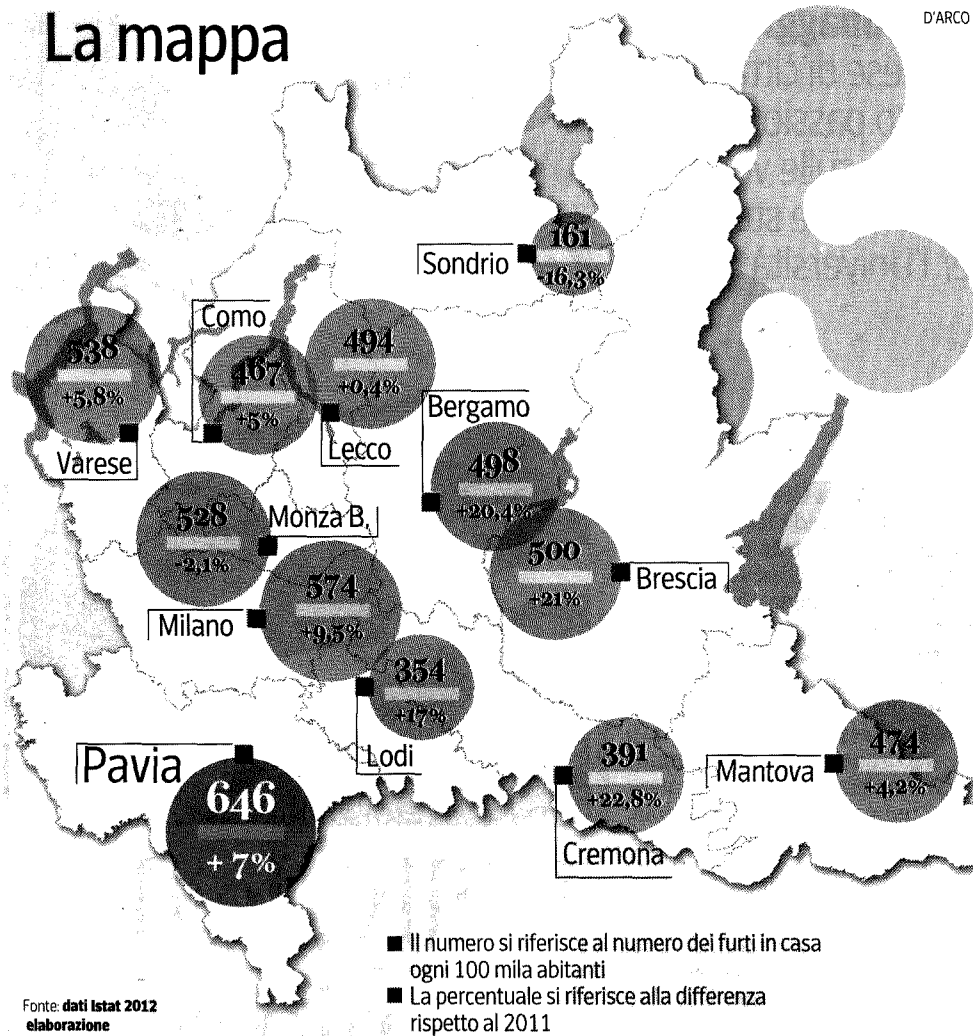 La mappa
D'ARCO
161
Sondrio
-16,3%
Como
538
+5,8%
Varese
467
+5%
494
+0,4%
Lecco
Bergamo
498
+20,4%
528
-2,1%
Monza B.
500
+21%
Brescia
574
+9,5%
Milano
354
+17%
Lodi
Pavia
646
+ 7%
391
+22,8%
Cremona
Mantova
474
+4,2%
Il numero si riferisce al numero dei furti in casa
ogni 100 mila abitanti
La percentuale si riferisce alla differenza
rispetto al 2011
Fonte: dati Istat 2012
elaborazione